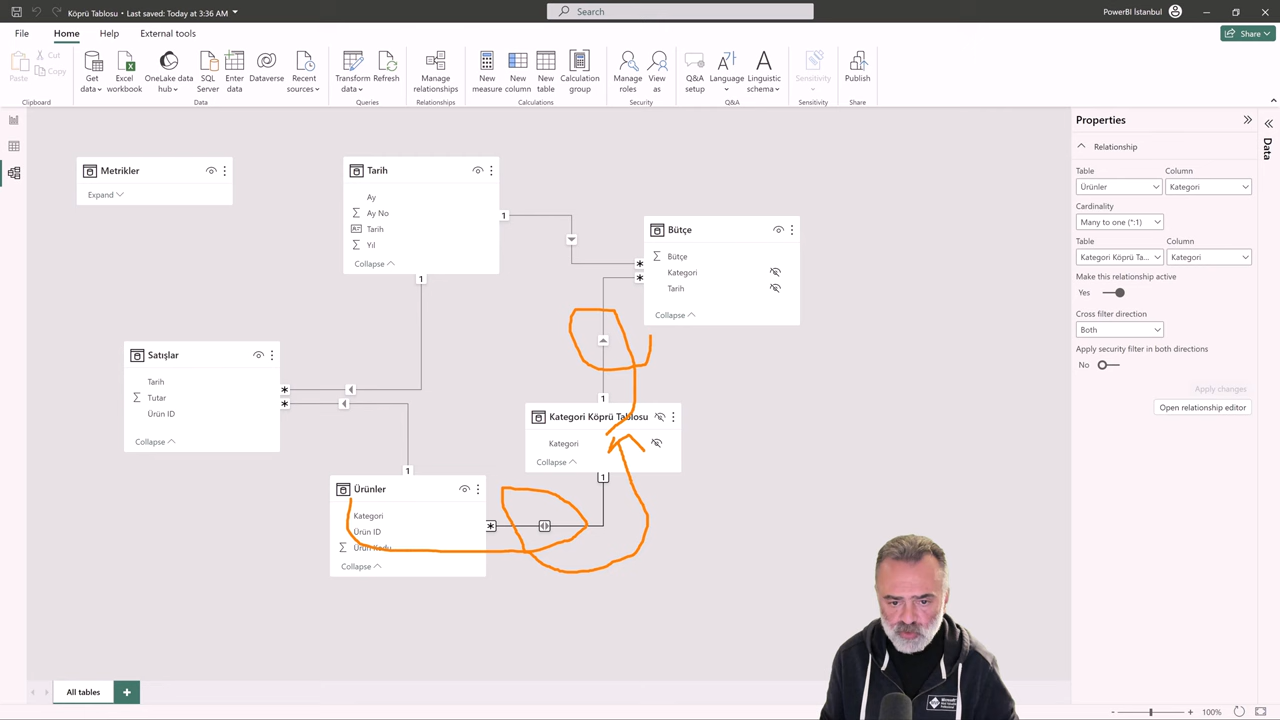 Köprü Tablosu • Last saved: Today at 3:36 AM
Search
PowerBI İstanbul
File
Home
Help
External tools
Share
Paste
Cut
Copy
Get data
Excel workbook
OneLake data hub
SQL Server
Enter data
Dataverse
Recent sources
Transform data
Refresh
Manage relationships
New measure
New column
New table
Calculation group
Manage roles
View as
Q&A setup
Language
Linguistic schema
Sensitivity
Publish
Clipboard
Data
Queries
Relationships
Calculations
Security
Q&A
Sensitivity
Share
Metrikler
Expand
Tarih
Ay
Ay No
Tarih
Yıl
Collapse
1
1
Bütçe
Bütçe
Kategori
Tarih
Collapse
*
*
Satışlar
Tarih
Tutar
Ürün ID
Collapse
*
*
1
Kategori Köprü Tablosu
Kategori
Collapse
1
1
Ürünler
Kategori
Ürün ID
Ürün Kodu
Collapse
*
Properties
Relationship
Table
Column
Ürünler
Kategori
Cardinality
Many to one (*:1)
Table
Column
Kategori Köprü Ta...
Kategori
Make this relationship active
Yes
Cross filter direction
Both
Apply security filter in both directions
No
Apply changes
Open relationship editor
Data
All tables
100%